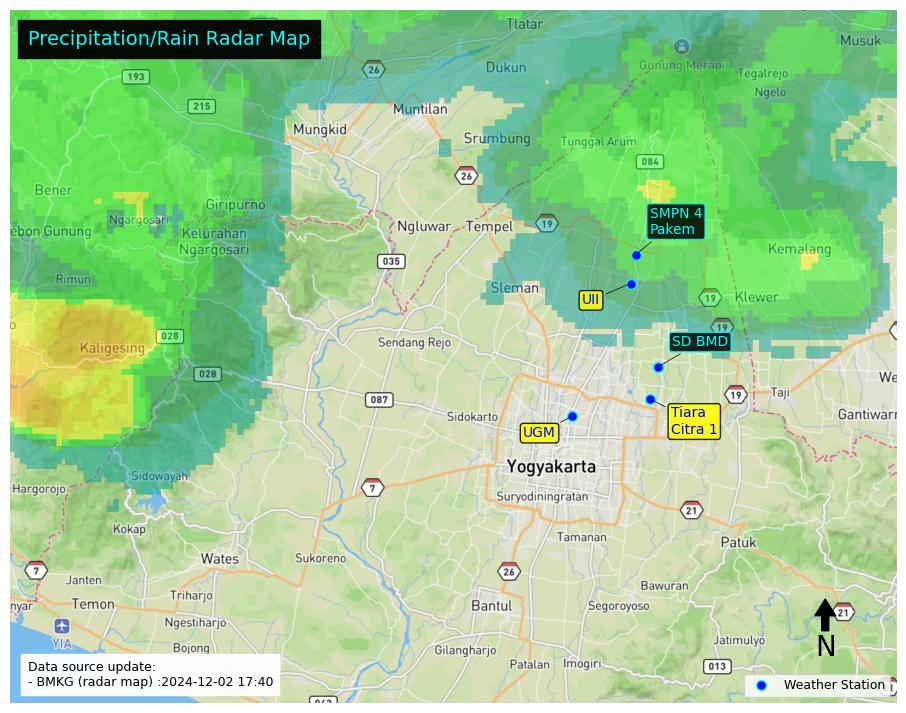 Precipitation/Rain Radar Map
Tlatar
Musuk
Gunung Merapi
26
Dukun
193
Tegalrejo
Ngelo
215
Muntilan
Mungkid
Srumbung
Tunggal Arum
084
26
Bener
Giripurno
Ngargosari
SMPN 4
Pakem
ebon Gunung
Kelurahan
Ngargosari
Ngluwar
Tempel
19
Kemalang
035
Rimun
Sleman
UII
19
Klewer
028
19
Kaligesing
Sendang Rejo
SD BMD
028
We
087
19
Taji
Sidokarto
Tiara
Citra 1
Gantiwarn
UGM
Yogyakarta
Sidowayah
Hargorojo
7
Suryodiningratan
21
Kokap
Tamanan
Patuk
Wates
Sukoreno
7
26
Janten
Bawuran
Triharjo
nyar
Temon
Bantul
Segoroyoso
21
Ngestiharjo
YIA
N
Jatimulyo
Bojong
Gilangharjo
Patalan
Imogiri
013
Data source update:
- BMKG (radar map) :2024-12-02 17:40
Weather Station